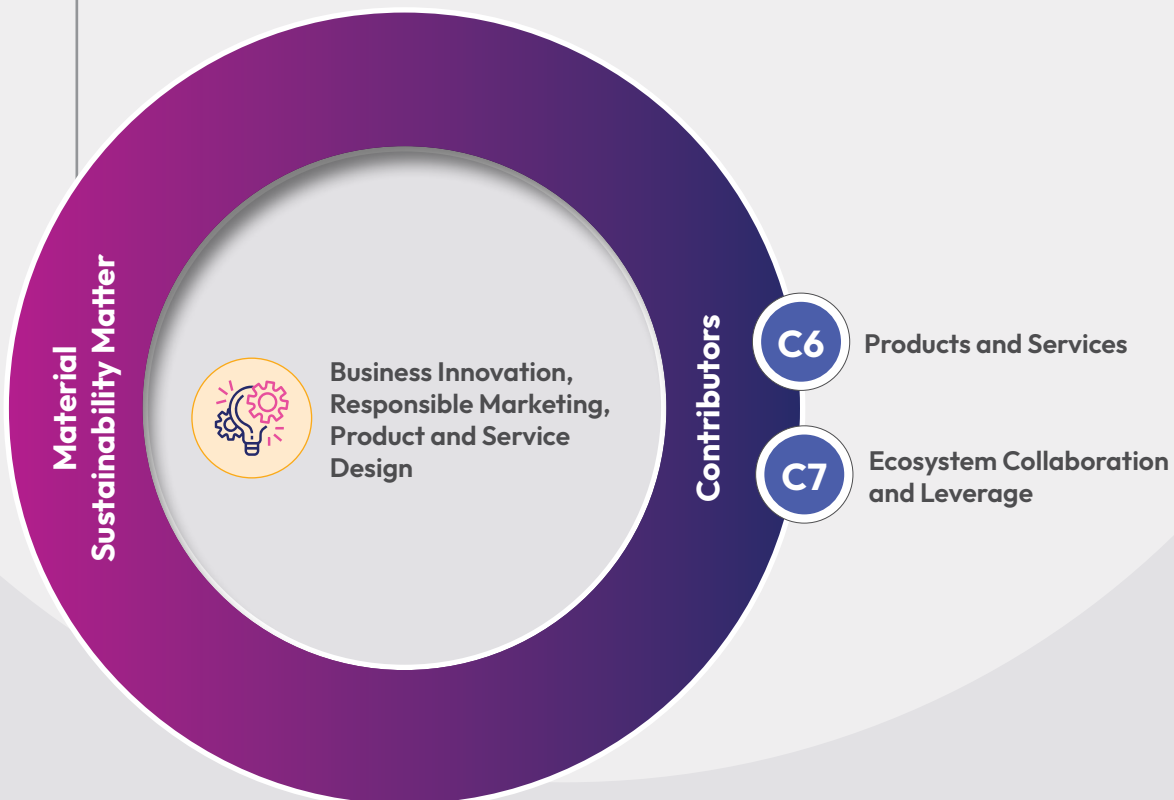 Material
Sustainability Matter
Business Innovation,
Responsible Marketing,
Product and Service
Design
Contributors
C6
Products and Services
C7
Ecosystem Collaboration
and Leverage